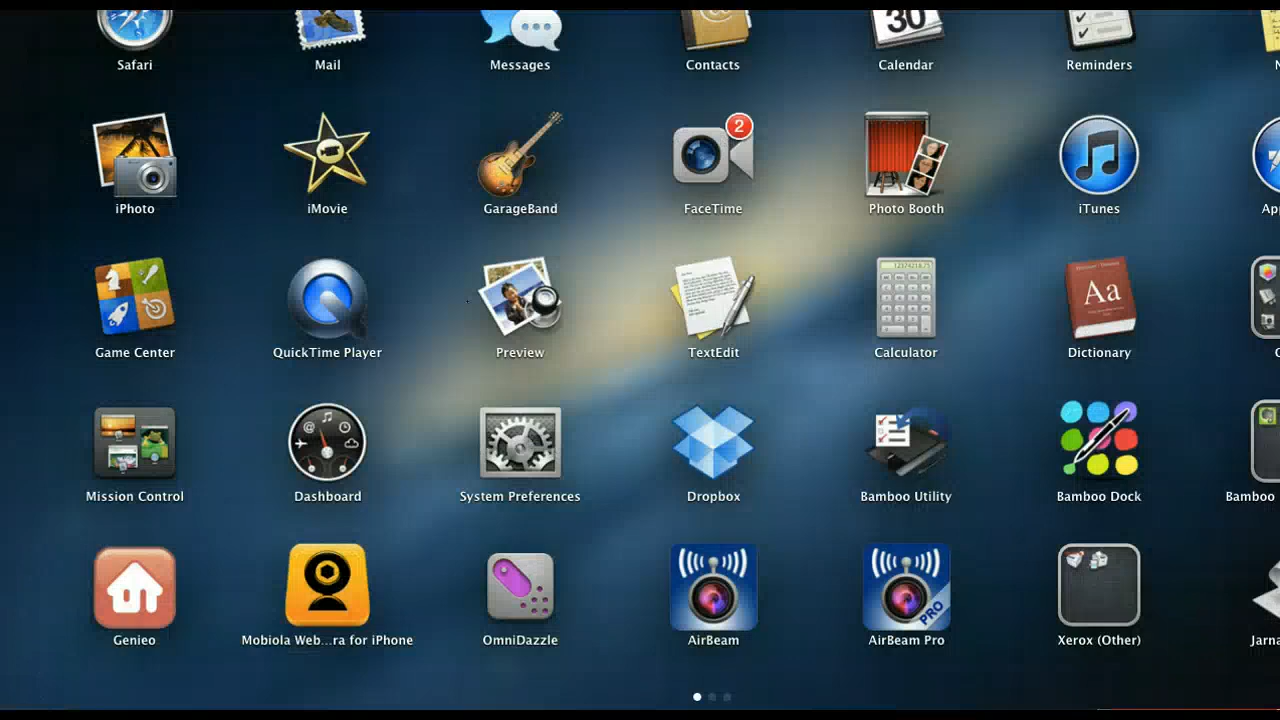 30
Safari
Mail
Messages
Contacts
Calendar
Reminders
N
2
iPhoto
iMovie
GarageBand
FaceTime
Photo Booth
iTunes
App
Aa
Game Center
QuickTime Player
Preview
TextEdit
Calculator
Dictionary
Mission Control
Dashboard
System Preferences
Dropbox
Bamboo Utility
Bamboo Dock
Bamboo
PRO
Genieo
Mobiola Web...ra for iPhone
OmniDazzle
AirBeam
AirBeam Pro
Xerox (Other)
Jarna